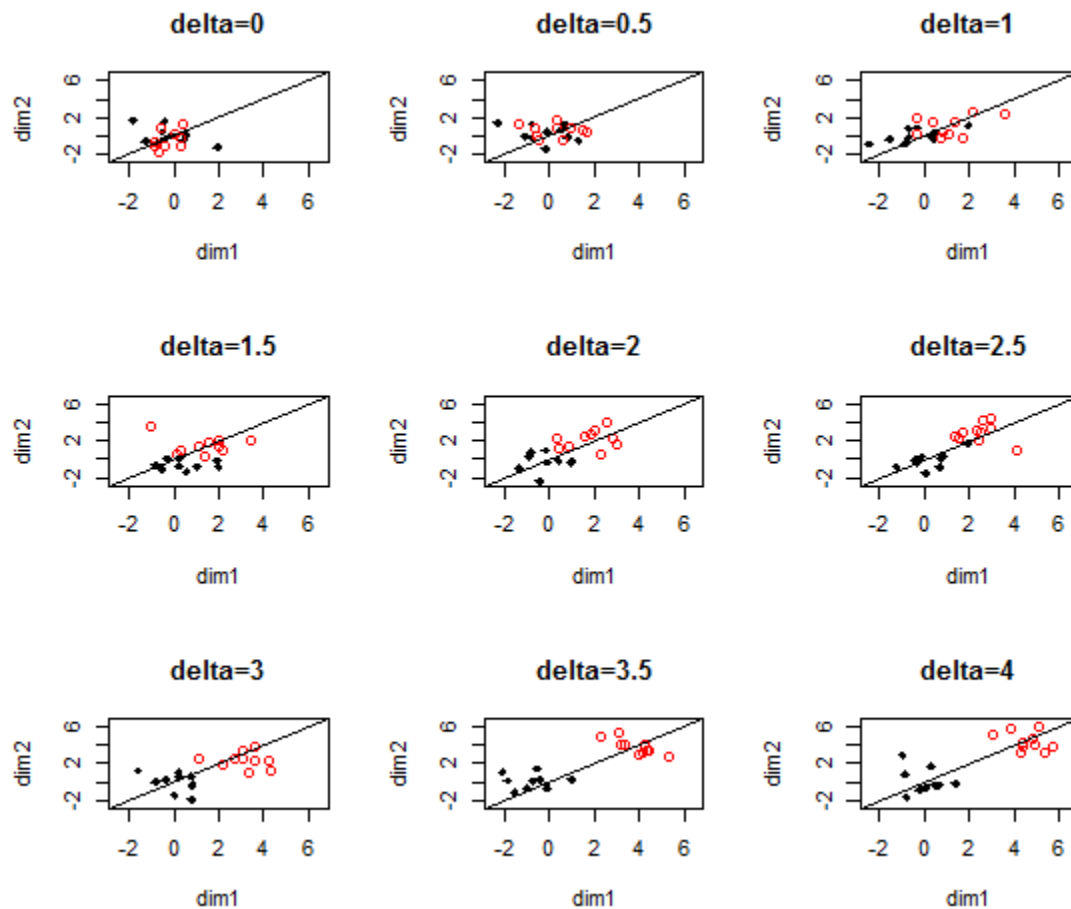 delta=0 delta=0.5 delta=1
dim2 6 2 -2 dim2 6 2 -2 dim2 6 2 -2
-2 0 2 4 6 -2 0 2 4 6 -2 0 2 4 6
dim1 dim1 dim1
delta=1.5 delta=2 delta=2.5
dim2 6 2 -2 dim2 6 2 -2 dim2 6 2 -2
-2 0 2 4 6 -2 0 2 4 6 -2 0 2 4 6
dim1 dim1 dim1
delta=3 delta=3.5 delta=4
dim2 6 2 -2 dim2 6 2 -2 dim2 6 2 -2
-2 0 2 4 6 -2 0 2 4 6 -2 0 2 4 6
dim1 dim1 dim1